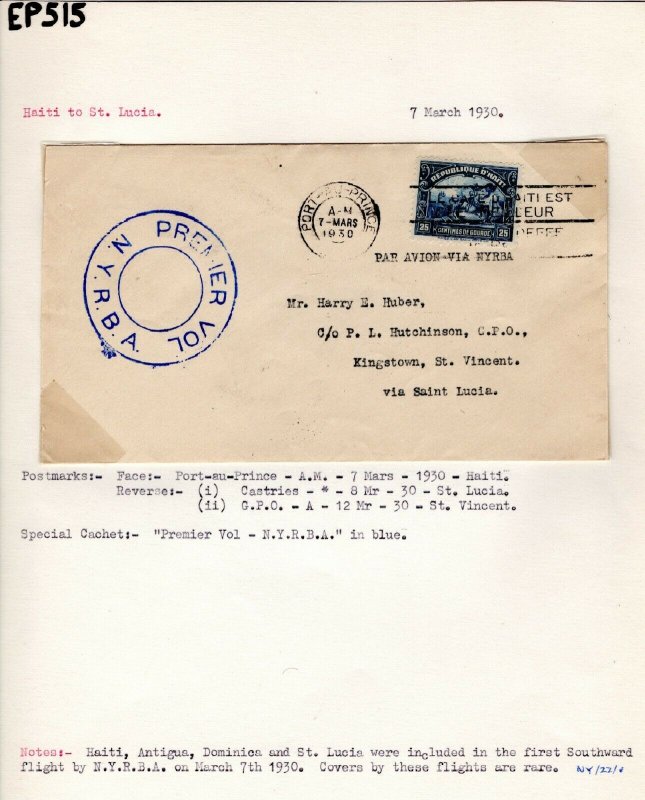 EP515
Haiti to St. Lucia. 7 March 1930.
PREMIER VOL
N.Y.R.B.A.
PORT-AU-PRINCE
A-M
7-MARS
1930
REPUBLIQUE D'HAITI
25 CENTIMES DE GOURDE 25
ITI EST
LEUR
PAR AVION VIA NYRBA
Mr. Harry E. Huber,
C/o P. L. Hutchinson, C.P.O.,
Kingstown, St. Vincent.
via Saint Lucia.
Postmarks:- Face:- Port-au-Prince - A.M. - 7 Mars - 1930 - Haiti.
Reverse:- (i) Castries - * - 8 Mr - 30 - St. Lucia.
(ii) G.P.O. - A - 12 Mr - 30 - St. Vincent.
Special Cachet:- "Premier Vol - N.Y.R.B.A." in blue.
Notes:- Haiti, Antigua, Dominica and St. Lucia were included in the first Southward
flight by N.Y.R.B.A. on March 7th 1930. Covers by these flights are rare.